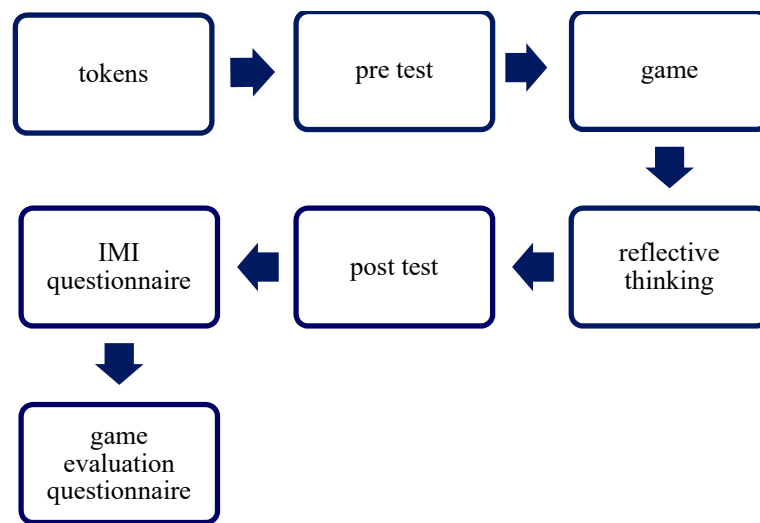 tokens
pre test
game
reflective
thinking
post test
IMI
questionnaire
game
evaluation
questionnaire